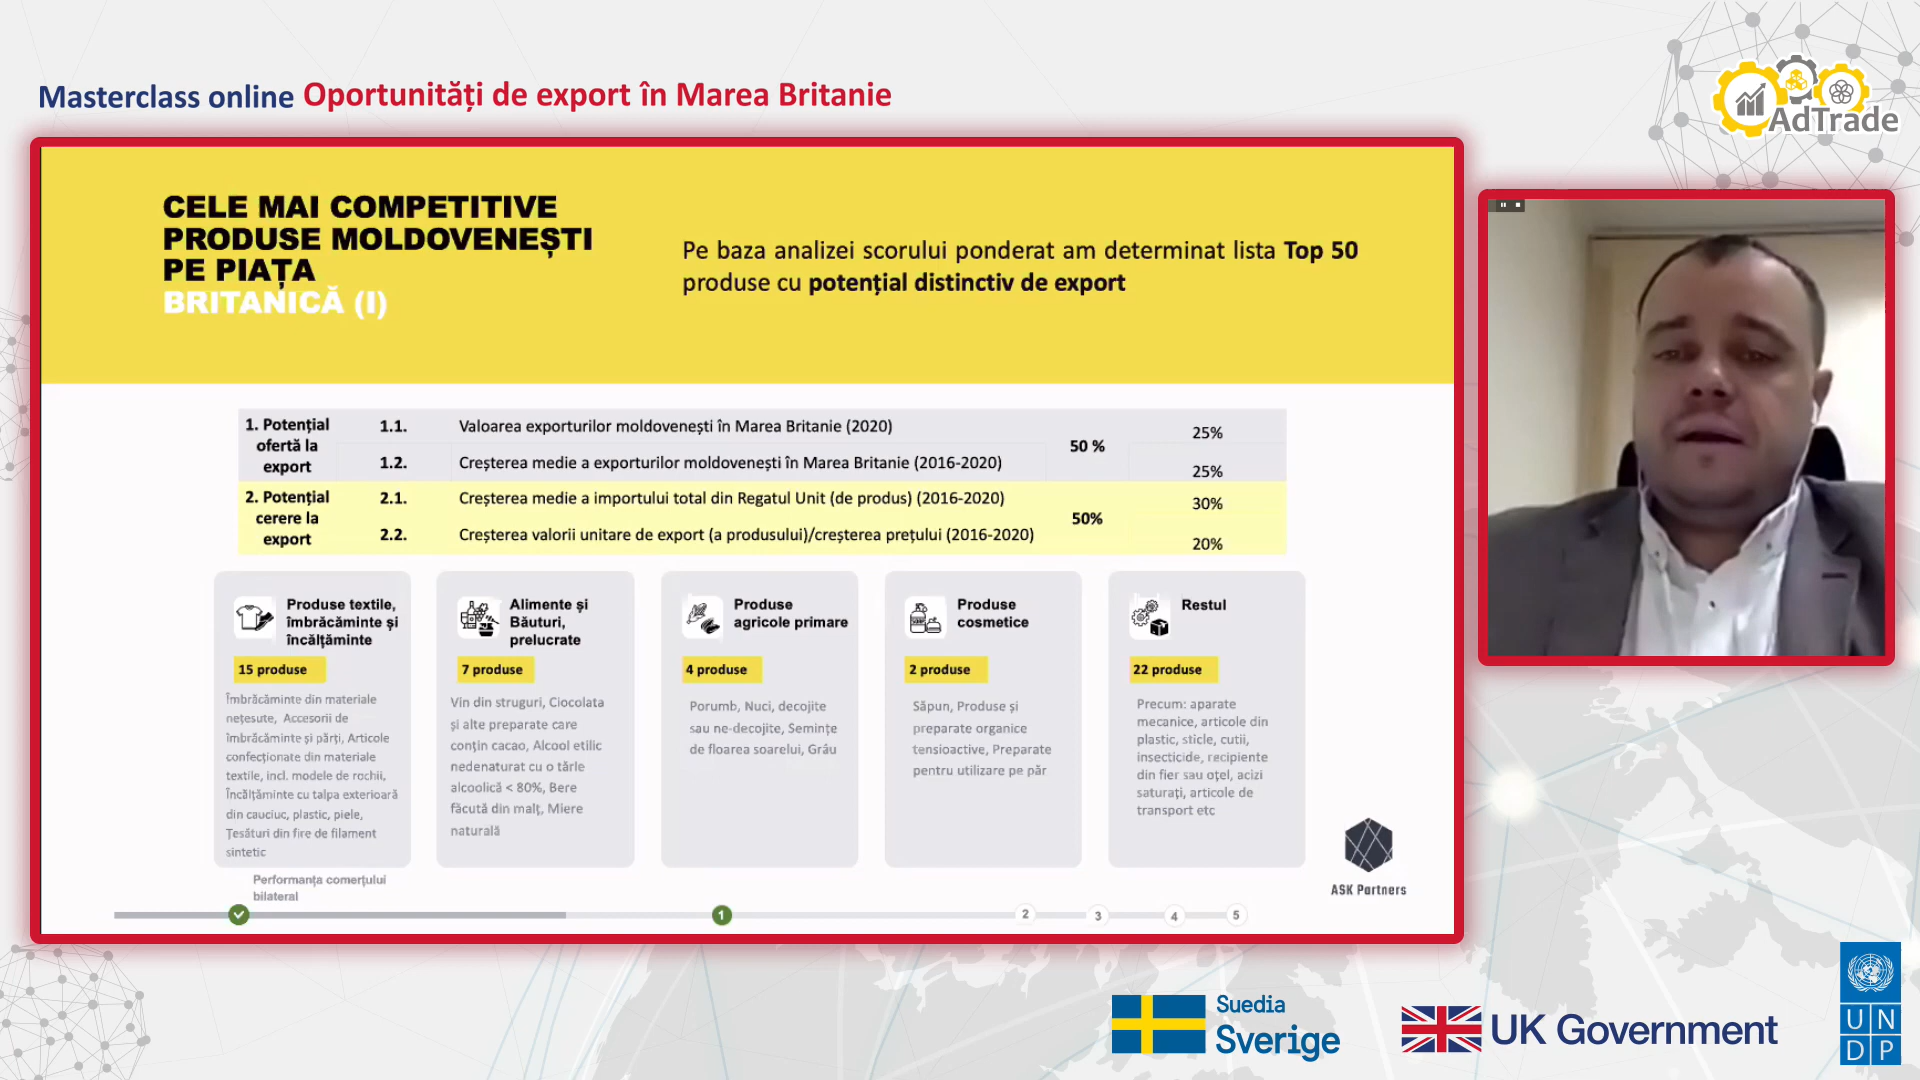 Masterclass online Oportunități de export în Marea Britanie
AdTrade
CELE MAI COMPETITIVE
PRODUSE MOLDOVENEȘTI
PE PIAȚA
BRITANICĂ (I)
Pe baza analizei scorului ponderat am determinat lista Top 50
produse cu potențial distinctiv de export
1. Potențial
ofertă la
export
1.1.
Valoarea exporturilor moldovenești în Marea Britanie (2020)
25%
50 %
1.2.
Creșterea medie a exporturilor moldovenești în Marea Britanie (2016-2020)
25%
2. Potențial
cerere la
export
2.1.
Creșterea medie a importului total din Regatul Unit (de produs) (2016-2020)
30%
50%
2.2.
Creșterea valorii unitare de export (a produsului)/creșterea prețului (2016-2020)
20%
Produse textile,
îmbrăcăminte și
încălțăminte
15 produse
Îmbrăcăminte din materiale
nețesute, Accesorii de
îmbrăcăminte și părți, Articole
confecționate din materiale
textile, incl. modele de rochii,
Încălțăminte cu talpa exterioară
din cauciuc, plastic, piele,
Țesături din fire de filament
sintetic
Alimente și
Băuturi,
prelucrate
7 produse
Vin din struguri, Ciocolata
și alte preparate care
conțin cacao, Alcool etilic
nedenaturat cu o tărie
alcoolică < 80%, Bere
făcută din malț, Miere
naturală
Produse
agricole primare
4 produse
Porumb, Nuci, decojite
sau ne-decojite, Semințe
de floarea soarelui, Grâu
Produse
cosmetice
2 produse
SOAP
Săpun, Produse și
preparate organice
tensioactive, Preparate
pentru utilizare pe păr
Restul
22 produse
Precum: aparate
mecanice, articole din
plastic, sticle, cutii,
insecticide, recipiente
din fier sau oțel, acizi
saturați, articole de
transport etc
ASK Partners
Performanța comerțului
bilateral
1
2
3
4
5
Suedia
Sverige
UK Government
U N
D P